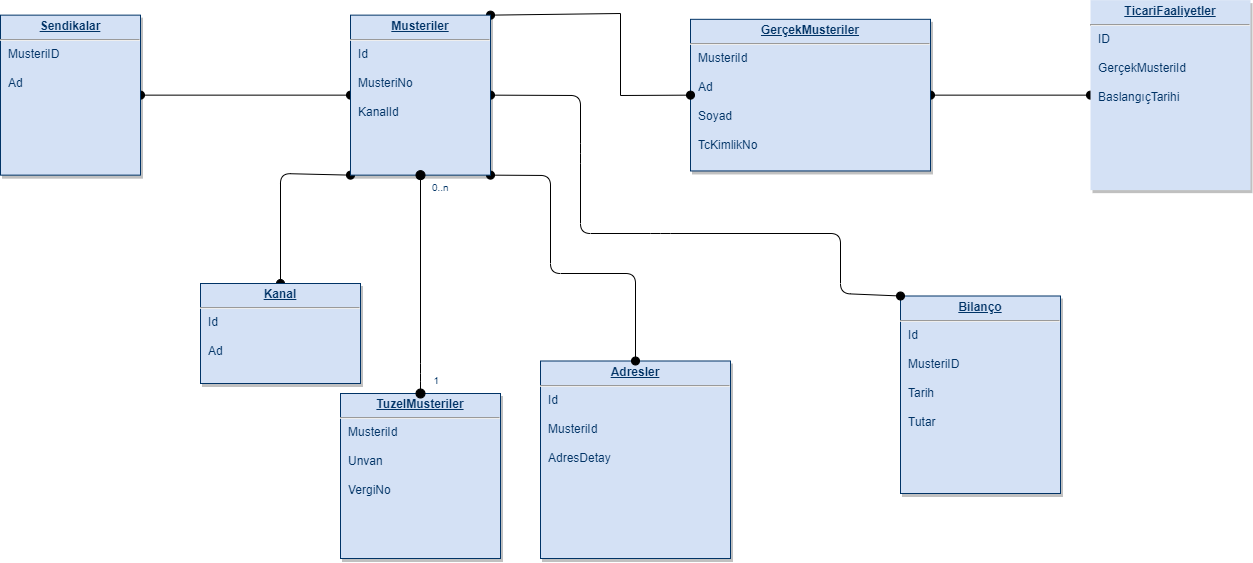 Sendikalar
MusteriID
Ad
Musteriler
Id
MusteriNo
KanalId
0..n
GerçekMusteriler
MusteriId
Ad
Soyad
TcKimlikNo
TicariFaaliyetler
ID
GerçekMusteriId
BaslangıçTarihi
Kanal
Id
Ad
1
TuzelMusteriler
MusteriId
Unvan
VergiNo
Adresler
Id
MusteriId
AdresDetay
Bilanço
Id
MusteriID
Tarih
Tutar